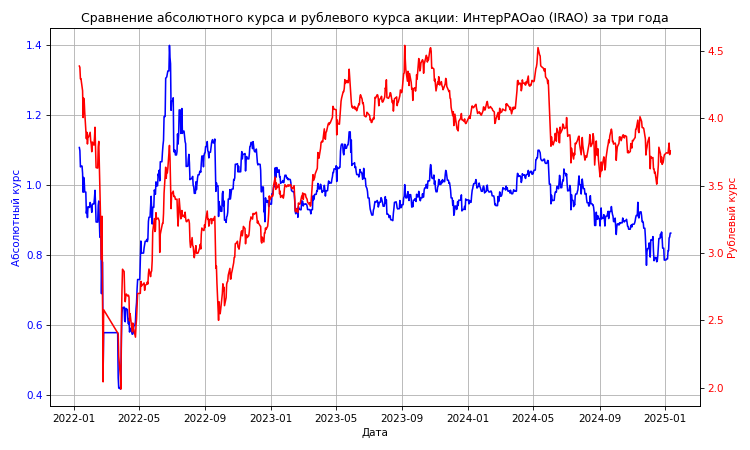 Сравнение абсолютного курса и рублевого курса акции: ИнтерРАОао (IRAO) за три года
Абсолютный курс
1.4
1.2
1.0
0.8
0.6
0.4
4.5
4.0
3.5
3.0
2.5
2.0
Рублевый курс
2022-01 2022-05 2022-09 2023-01 2023-05 2023-09 2024-01 2024-05 2024-09 2025-01
Дата